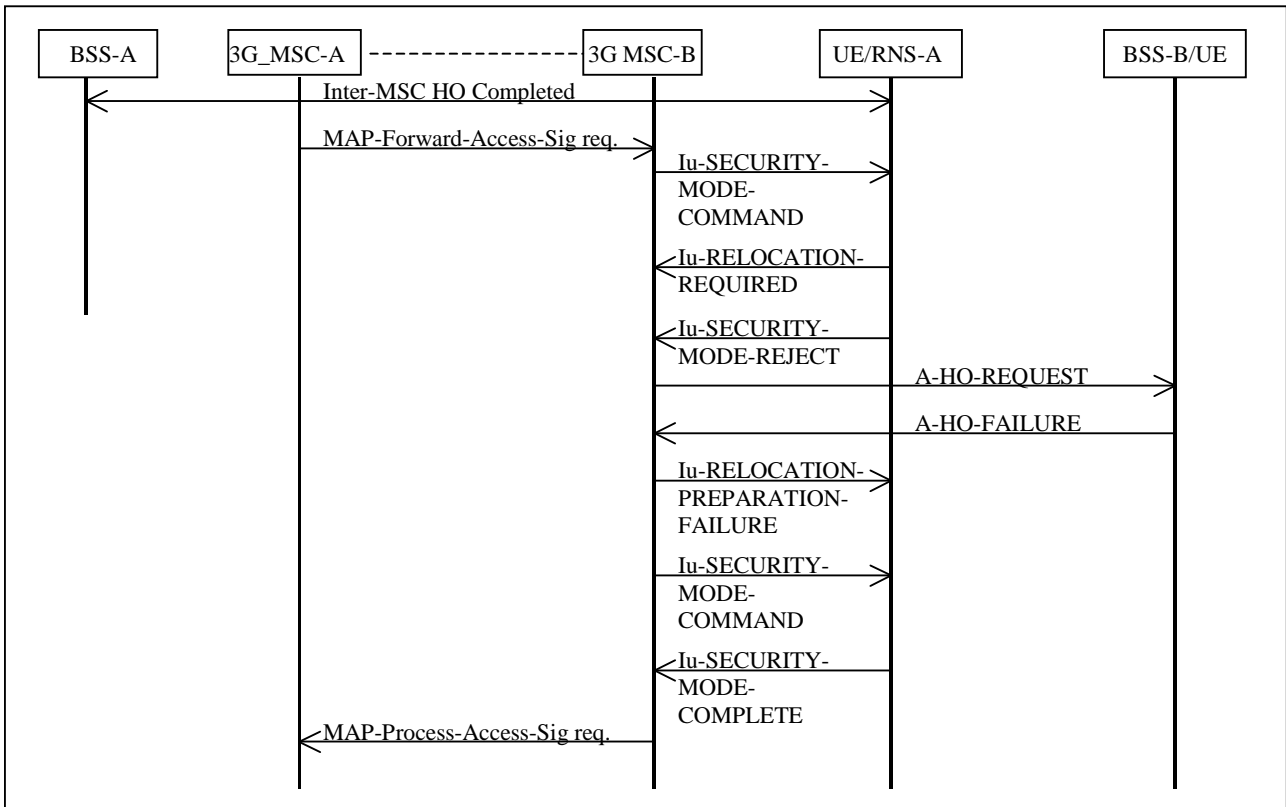 BSS-A
3G_MSC-A
3G MSC-B
UE/RNS-A
BSS-B/UE
Inter-MSC HO Completed
MAP-Forward-Access-Sig req.
Iu-SECURITY-
MODE-
COMMAND
Iu-RELOCATION-
REQUIRED
Iu-SECURITY-
MODE-REJECT
A-HO-REQUEST
A-HO-FAILURE
Iu-RELOCATION-
PREPARATION-
FAILURE
Iu-SECURITY-
MODE-
COMMAND
Iu-SECURITY-
MODE-
COMPLETE
MAP-Process-Access-Sig req.